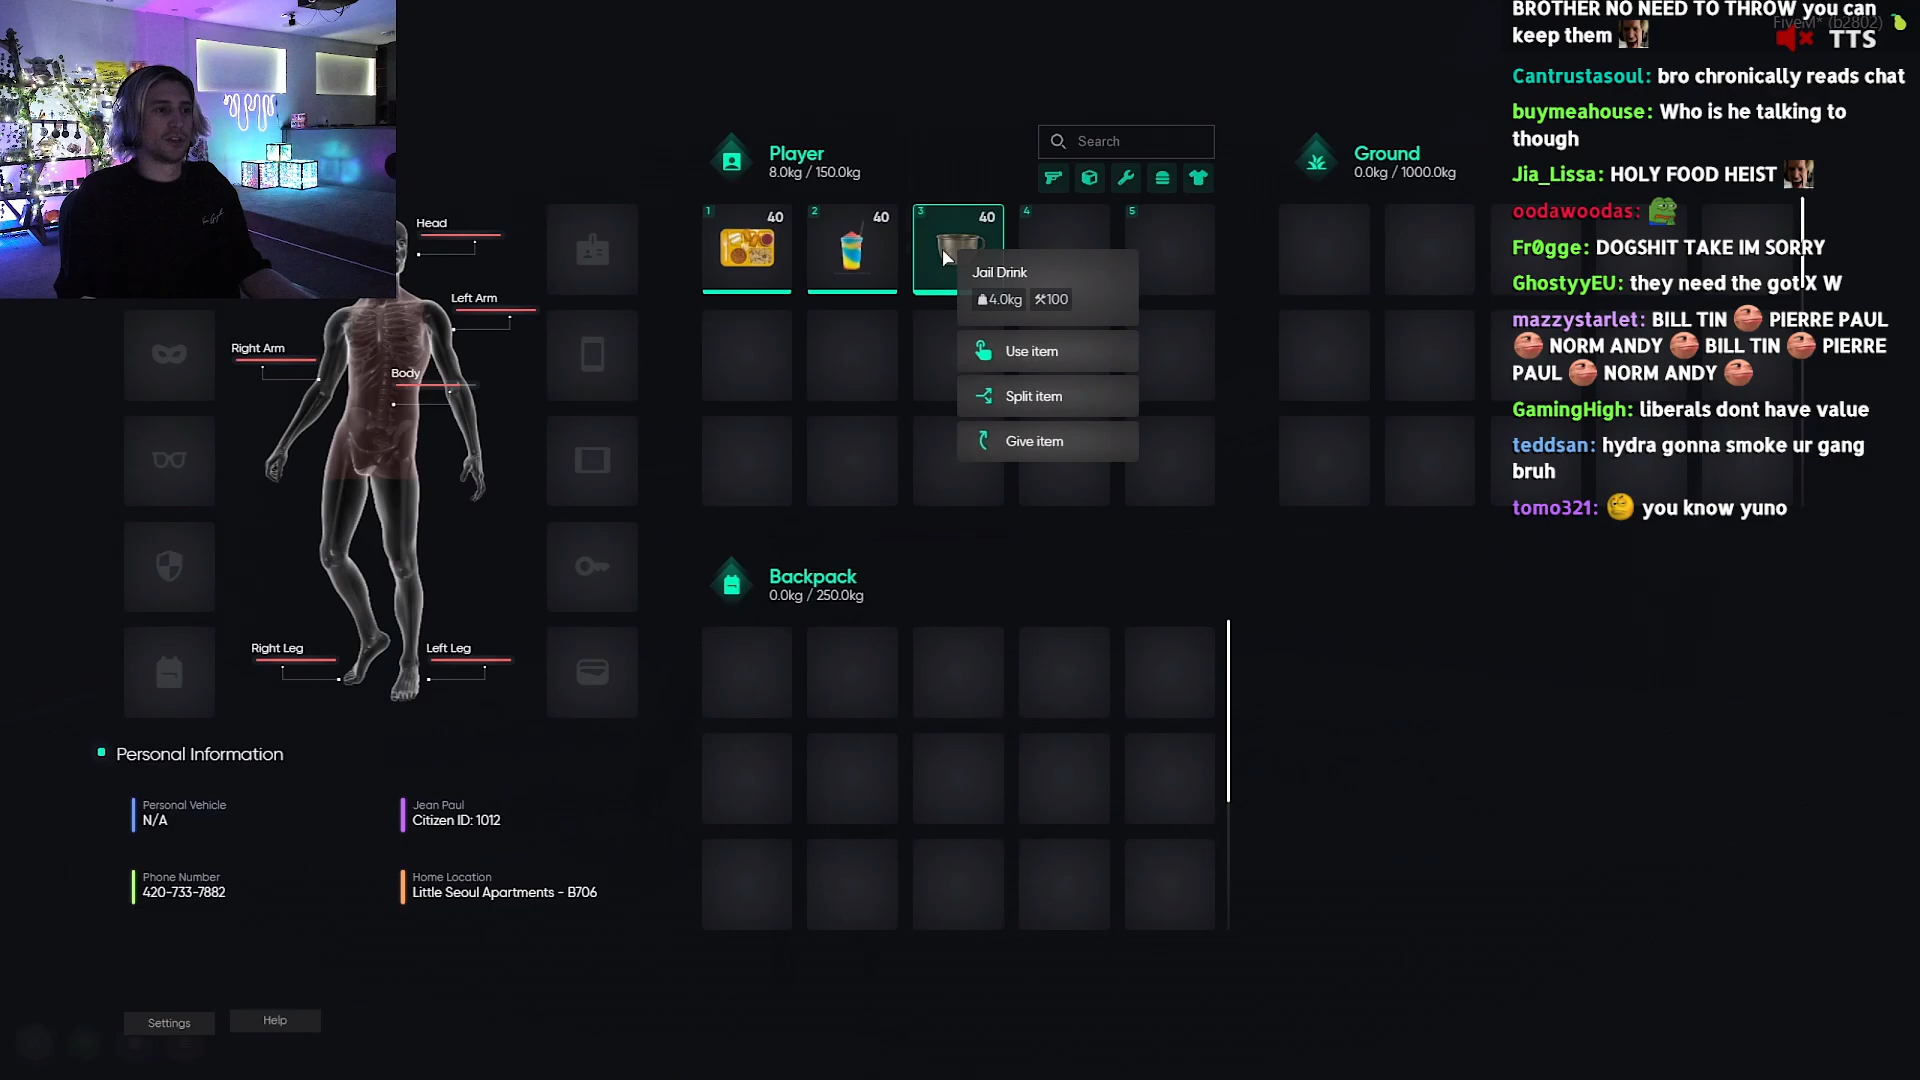 BROTHER NO NEED TO THROW you can
keep them
FiveM* (b2802)
TTS
Cantrustasoul: bro chronically reads chat
buymeahouse: Who is he talking to
though
Jia_Lissa: HOLY FOOD HEIST
oodawoodas:
Fr0gge: DOGSHIT TAKE IM SORRY
GhostyyEU: they need the got X W
mazzystarlet: BILL TIN PIERRE PAUL
NORM ANDY BILL TIN PIERRE
PAUL NORM ANDY
GamingHigh: liberals dont have value
teddsan: hydra gonna smoke ur gang
bruh
tomo321: you know yuno
Head
Left Arm
Right Arm
Body
Right Leg
Left Leg
Player
8.0kg / 150.0kg
Search
Ground
0.0kg / 1000.0kg
1
40
2
40
3
40
4
5
Jail Drink
4.0kg
100
Use item
Split item
Give item
Backpack
0.0kg / 250.0kg
Personal Information
Personal Vehicle
N/A
Jean Paul
Citizen ID: 1012
Phone Number
420-733-7882
Home Location
Little Seoul Apartments - B706
Settings
Help